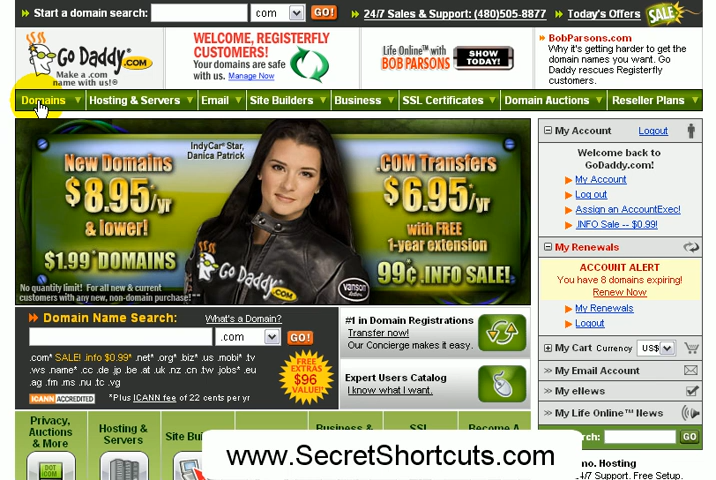 Start a domain search: .com GO! 24/7 Sales & Support: (480)505-8877 Today's Offers SALE
Go Daddy.COM
Make a .com
name with us!®
WELCOME, REGISTERFLY
CUSTOMERS!
Your domains are safe
with us. Manage Now
Life Online™ with
BOB PARSONS
SHOW
TODAY!
BobParsons.com
Why it's getting harder to get the
domain names you want. Go
Daddy rescues Registerfly
customers.
Domains Hosting & Servers Email Site Builders Business SSL Certificates Domain Auctions Reseller Plans
New Domains
$8.95/yr
& lower!
$1.99 DOMAINS
No quantity limit! For all new & current
customers with any new, non-domain purchase!**
IndyCar Star,
Danica Patrick
Go Daddy.COM
vanson
.COM Transfers
$6.95/yr
with FREE
1-year extension
99¢ .INFO SALE!
My Account Logout
Welcome back to
GoDaddy.com!
My Account
Log out
Assign an AccountExec!
.INFO Sale -- $0.99!
My Renewals
ACCOUNT ALERT
You have 8 domains expiring!
Renew Now
My Renewals
Logout
My Cart Currency US$
My Email Account
My eNews
My Life Online™ News
Search: GO
Domain Name Search: What's a Domain?
.com GO!
.com* SALE! .info $0.99* .net* .org* .biz* .us .mobi* .tv
.ws .name* .cc .de .jp .be .at .uk .nz .cn .tw .jobs* .eu
.ag .fm .ms .nu .tc .vg
FREE
EXTRAS
$96
VALUE!
ICANN ACCREDITED *Plus ICANN fee of 22 cents per yr
#1 in Domain Registrations
Transfer now!
Our Concierge makes it easy.
Expert Users Catalog
I know what I want.
Privacy,
Auctions
& More
DOT
ICOM
Hosting &
Servers
Business &
SSL
Become A
www.SecretShortcuts.com
mo. Hosting
Support. Free Setup.